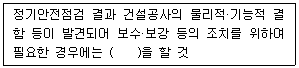 정기안전점검 결과 건설공사의 물리적·기능적 결
함 등이 발견되어 보수·보강 등의 조치를 위하여
필요한 경우에는 (    )을 할 것